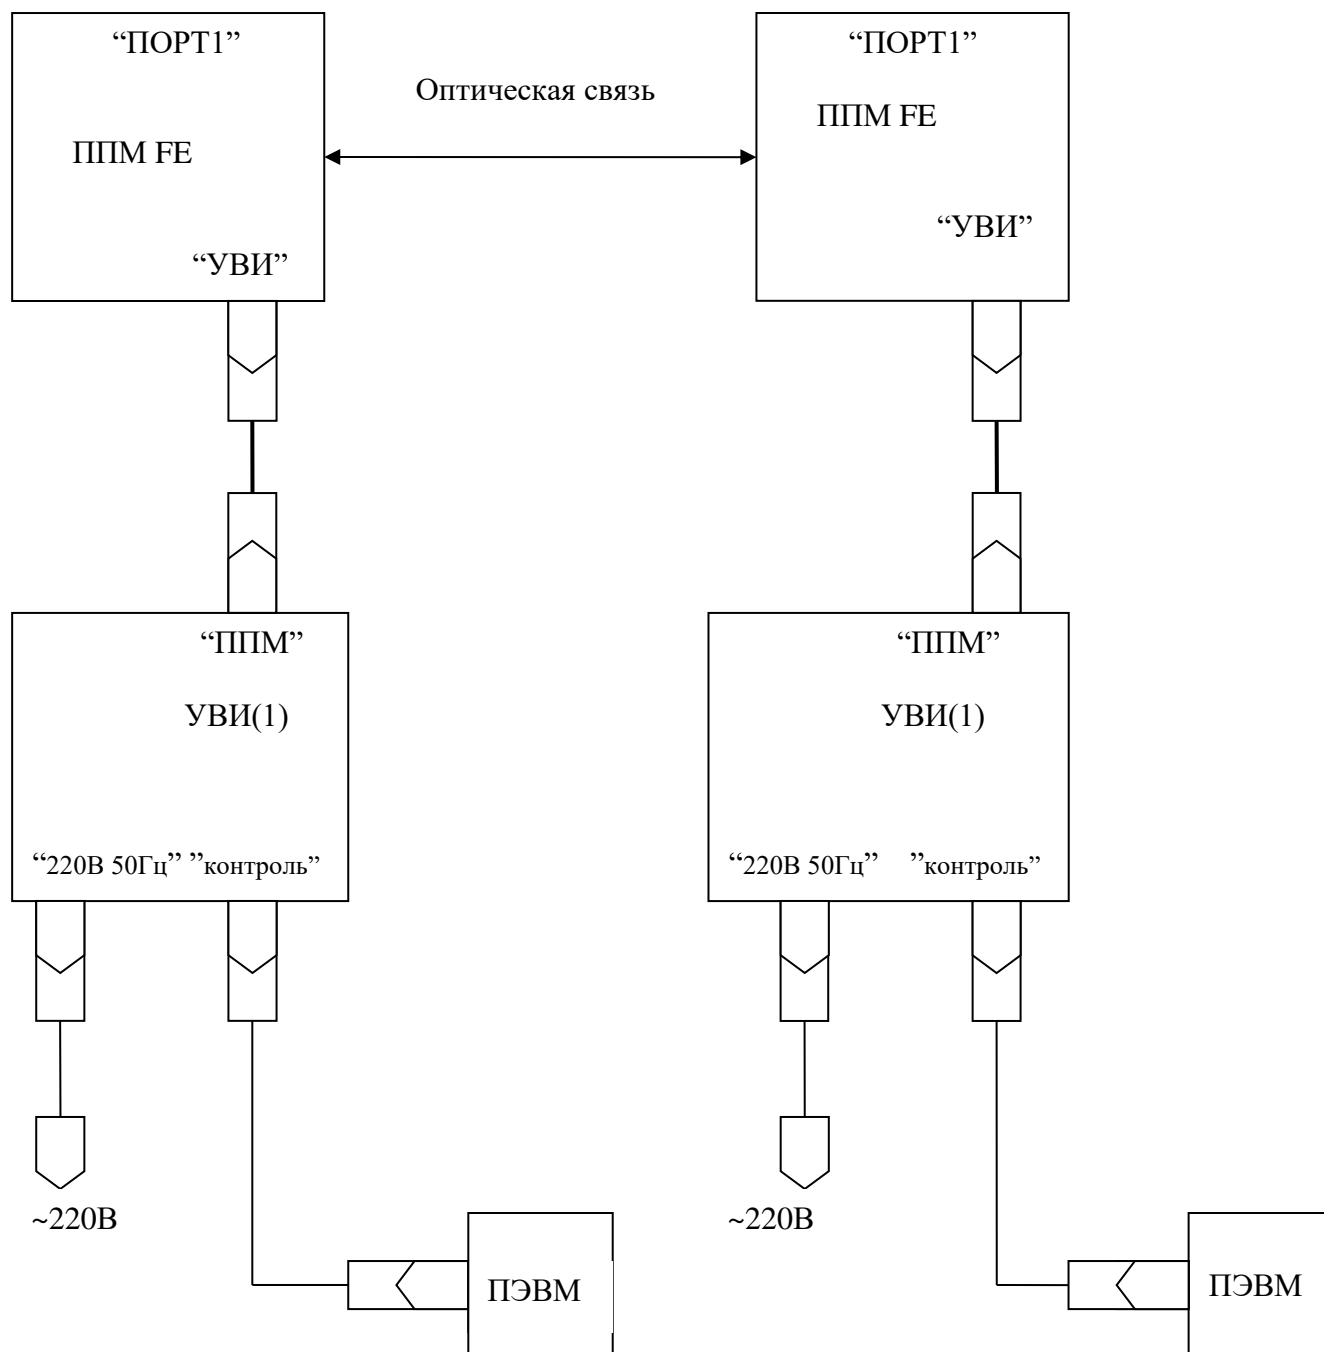 “ПОРТ1”
“ПОРТ1”
Оптическая связь
ППМ FE
ППМ FE
“УВИ”
“УВИ”
“ППМ”
“ППМ”
УВИ(1)
УВИ(1)
“220В 50Гц” ”контроль”
“220В 50Гц” ”контроль”
~220В
~220В
ПЭВМ
ПЭВМ